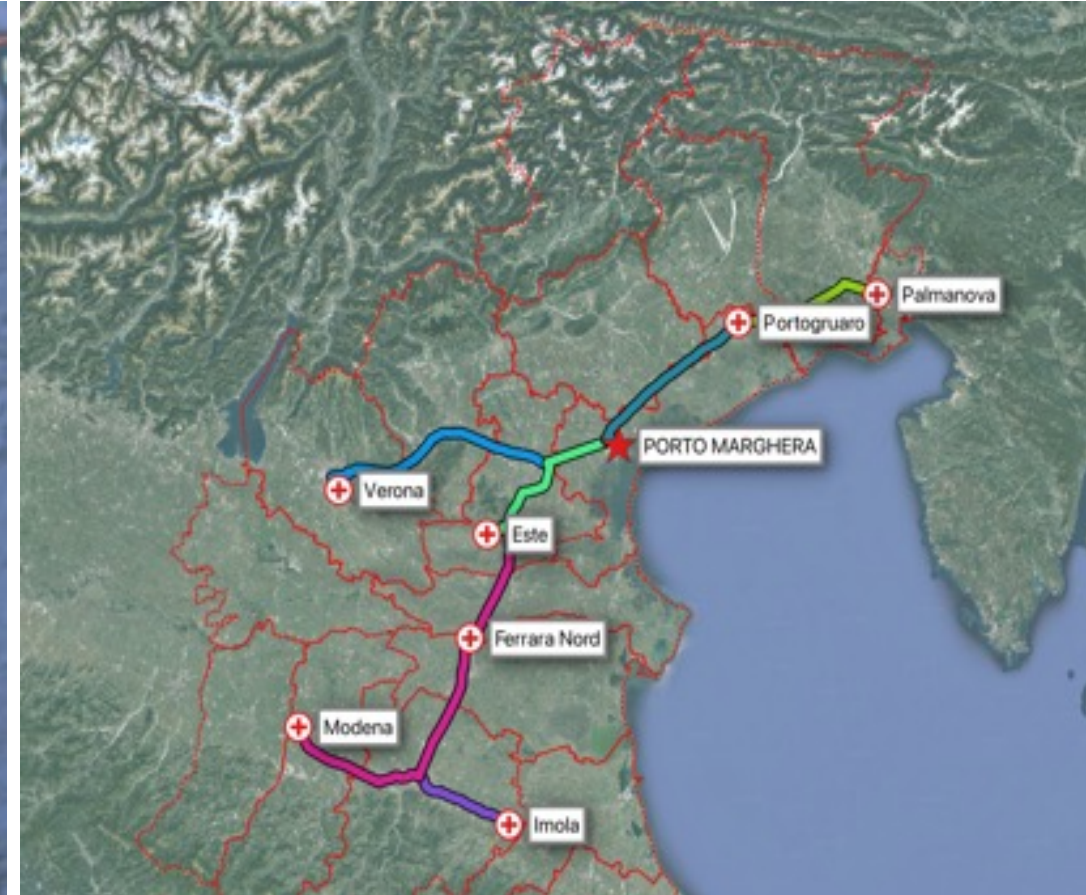 Palmanova
Portogruaro
PORTO MARGHERA
Verona
Este
Ferrara Nord
Modena
Imola